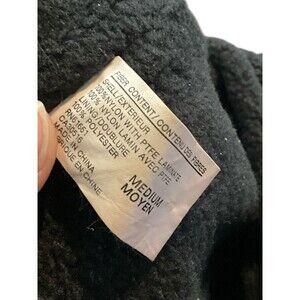 FIBER CONTENT/CONTENU DES FIBRES
SHELL/EXTERIEUR
100%NYLON WITH PTFE LAMINATE
100% NYLON LAMIN AVEC PTFE
LINING/DOUBLURE
100% POLYESTER
MADE IN CHINA
FABRIQUE EN CHINE
MEDIUM
MOYEN